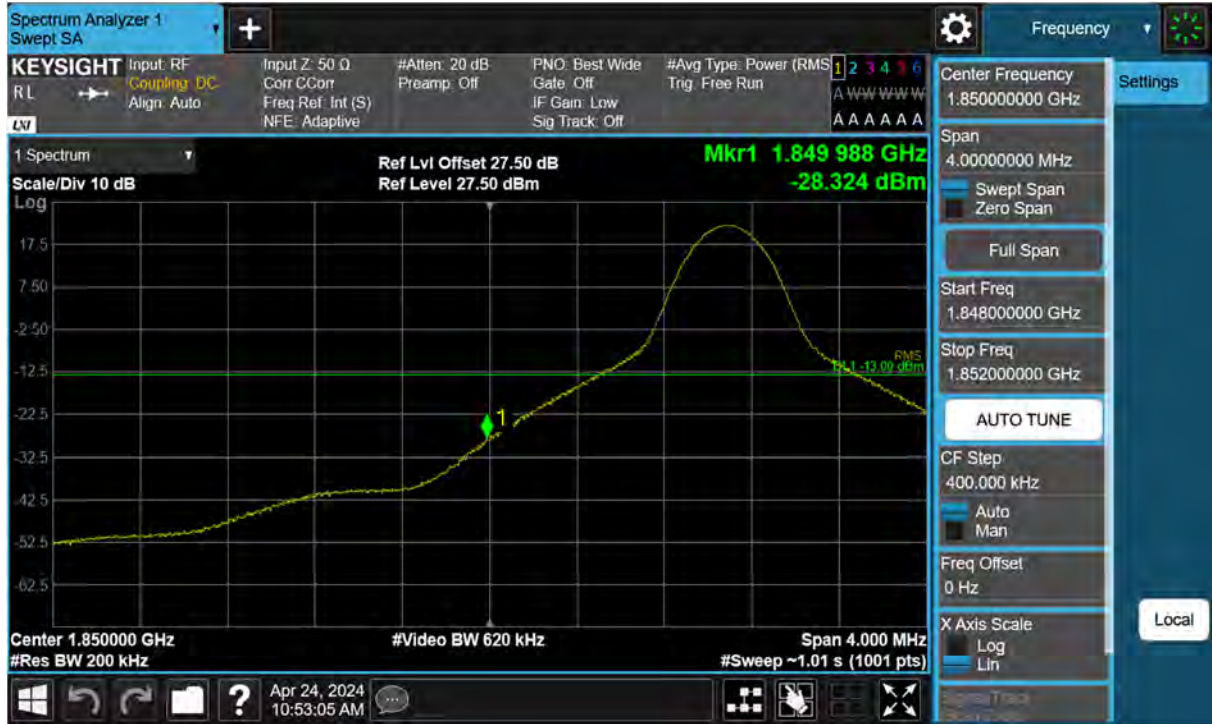 Spectrum Analyzer 1
Swept SA
+
Frequency
KEYSIGHT
RL
LXI
Input: RF
Coupling: DC
Align: Auto
Input Z: 50 Ω
Corr CCorr
Freq Ref: Int (S)
NFE: Adaptive
#Atten: 20 dB
Preamp: Off
PNO: Best Wide
Gate: Off
IF Gain: Low
Sig Track: Off
#Avg Type: Power (RMS
Trig: Free Run
1 2 3 4 5 6
A W W W W W
A A A A A A
1 Spectrum
Scale/Div 10 dB
Log
Ref Lvl Offset 27.50 dB
Ref Level 27.50 dBm
Mkr1 1.849 988 GHz
-28.324 dBm
17.5
7.50
-2.50
-12.5
-22.5
-32.5
-42.5
-52.5
-62.5
RMS
DL1 -13.00 dBm
1
Center 1.850000 GHz
#Res BW 200 kHz
#Video BW 620 kHz
Span 4.000 MHz
#Sweep ~1.01 s (1001 pts)
Center Frequency
1.850000000 GHz
Settings
Span
4.00000000 MHz
Swept Span
Zero Span
Full Span
Start Freq
1.848000000 GHz
Stop Freq
1.852000000 GHz
AUTO TUNE
CF Step
400.000 kHz
Auto
Man
Freq Offset
0 Hz
X Axis Scale
Log
Lin
Local
?
Apr 24, 2024
10:53:05 AM